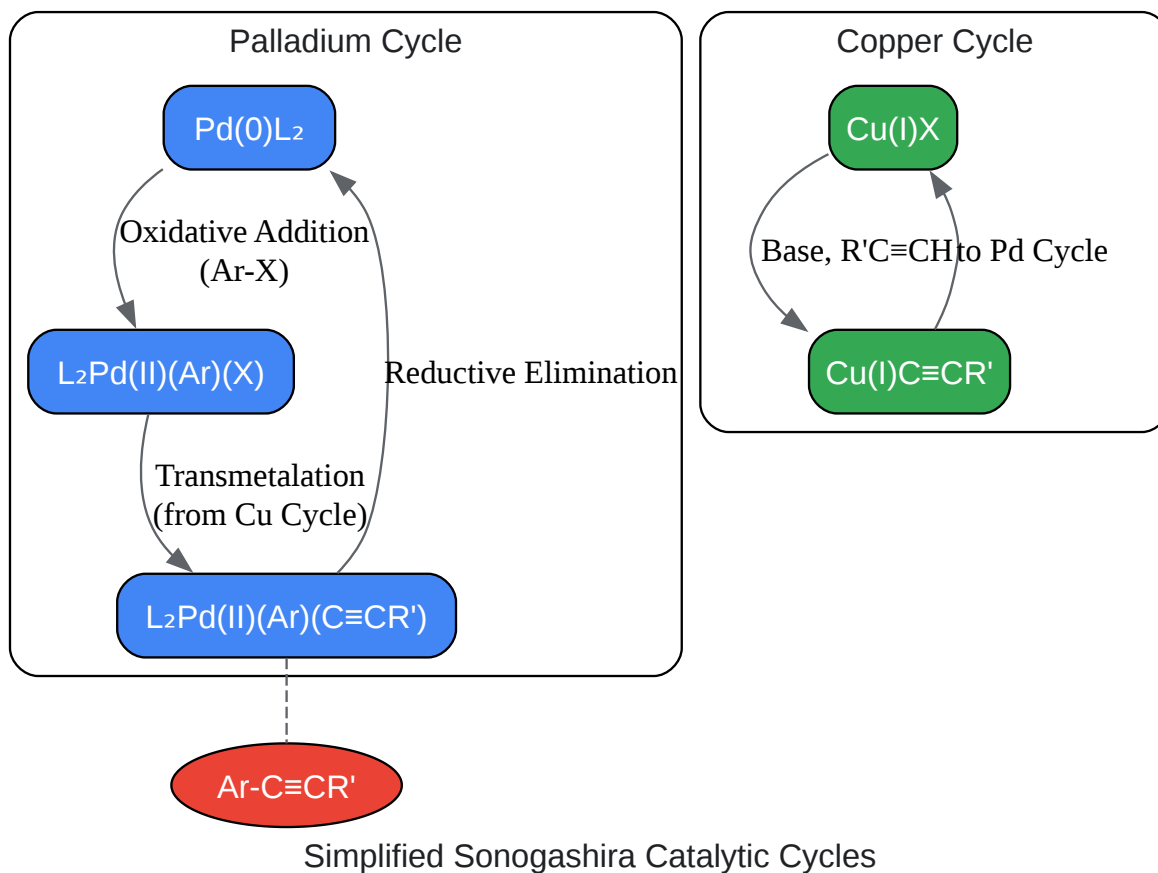 Palladium Cycle
Pd(0)L₂
Oxidative Addition
(Ar-X)
L₂Pd(II)(Ar)(X)
Reductive Elimination
Transmetalation
(from Cu Cycle)
L₂Pd(II)(Ar)(C≡CR')
Ar-C≡CR'
Copper Cycle
Cu(I)X
Base, R'C≡CH
to Pd Cycle
Cu(I)C≡CR'
Simplified Sonogashira Catalytic Cycles